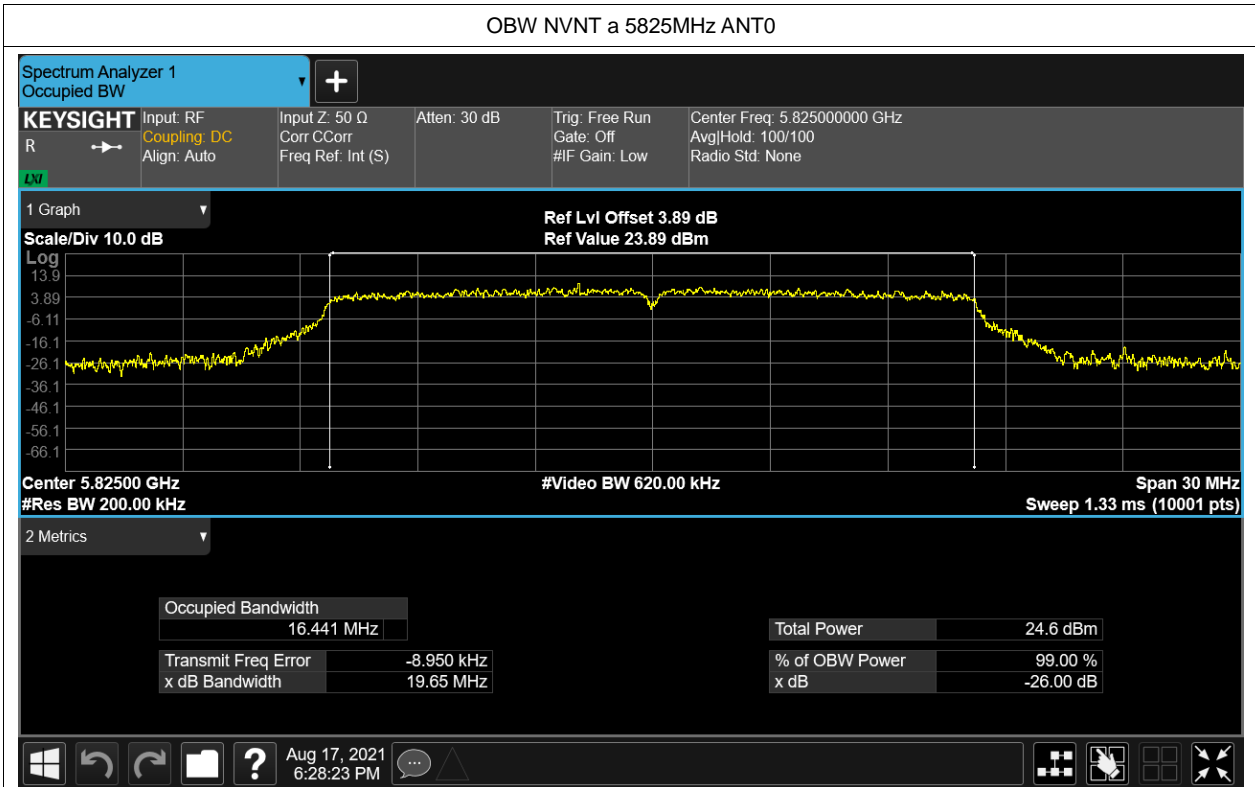 OBW NVNT a 5825MHz ANT0
Spectrum Analyzer 1
Occupied BW
KEYSIGHT
R
LXI
Input: RF
Coupling: DC
Align: Auto
Input Z: 50 Ω
Corr CCorr
Freq Ref: Int (S)
Atten: 30 dB
Trig: Free Run
Gate: Off
#IF Gain: Low
Center Freq: 5.825000000 GHz
Avg|Hold: 100/100
Radio Std: None
1 Graph
Scale/Div 10.0 dB
Ref Lvl Offset 3.89 dB
Ref Value 23.89 dBm
Log
13.9
3.89
-6.11
-16.1
-26.1
-36.1
-46.1
-56.1
-66.1
Center 5.82500 GHz
#Video BW 620.00 kHz
Span 30 MHz
#Res BW 200.00 kHz
Sweep 1.33 ms (10001 pts)
2 Metrics
Occupied Bandwidth
16.441 MHz
Total Power 24.6 dBm
Transmit Freq Error -8.950 kHz
% of OBW Power 99.00 %
x dB Bandwidth 19.65 MHz
x dB -26.00 dB
?
Aug 17, 2021
6:28:23 PM